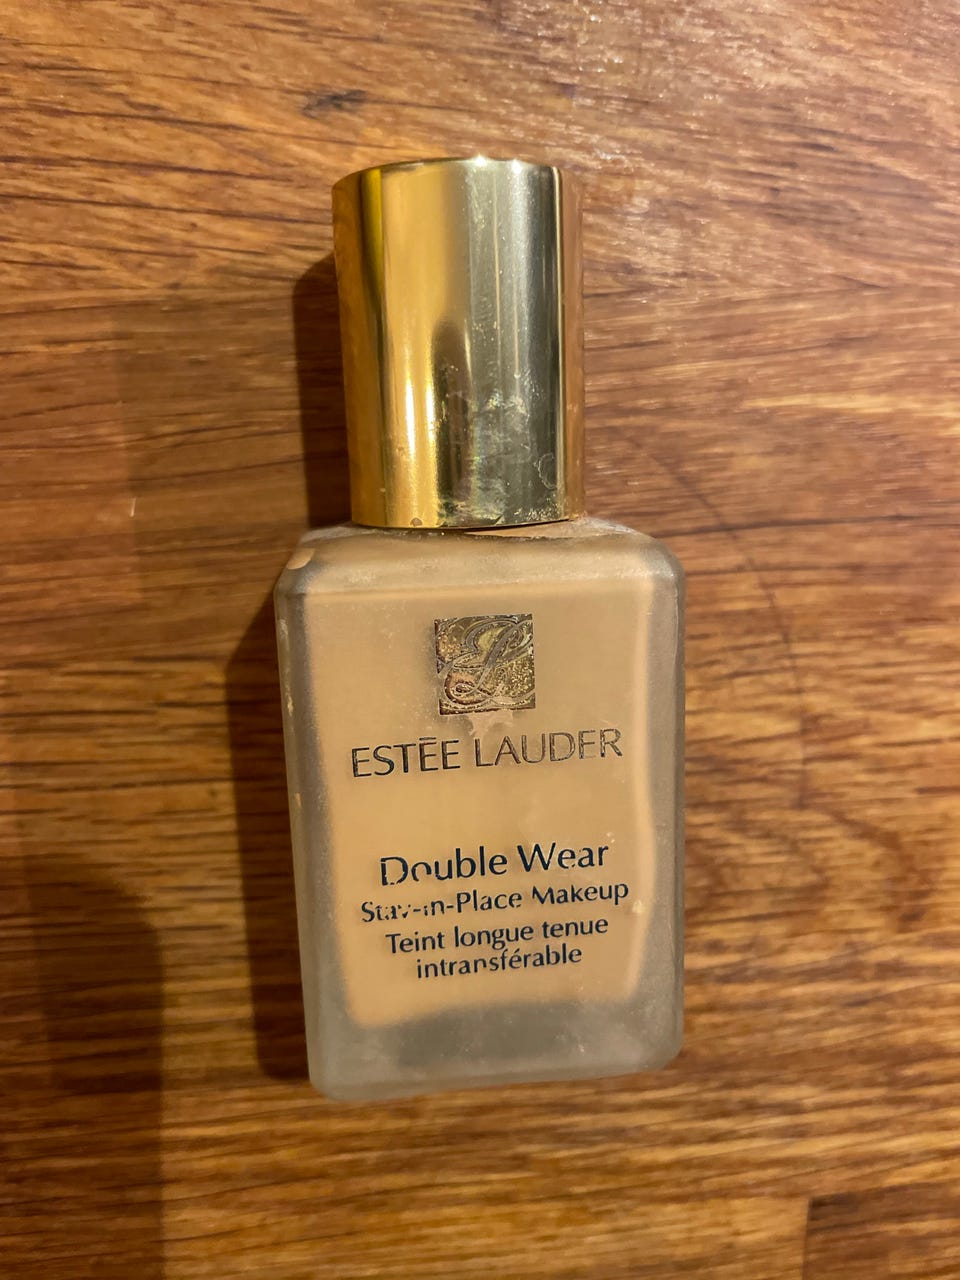 ESTĒE LAUDER
Double Wear
Stay-in-Place Makeup
Teint longue tenue
intransférable